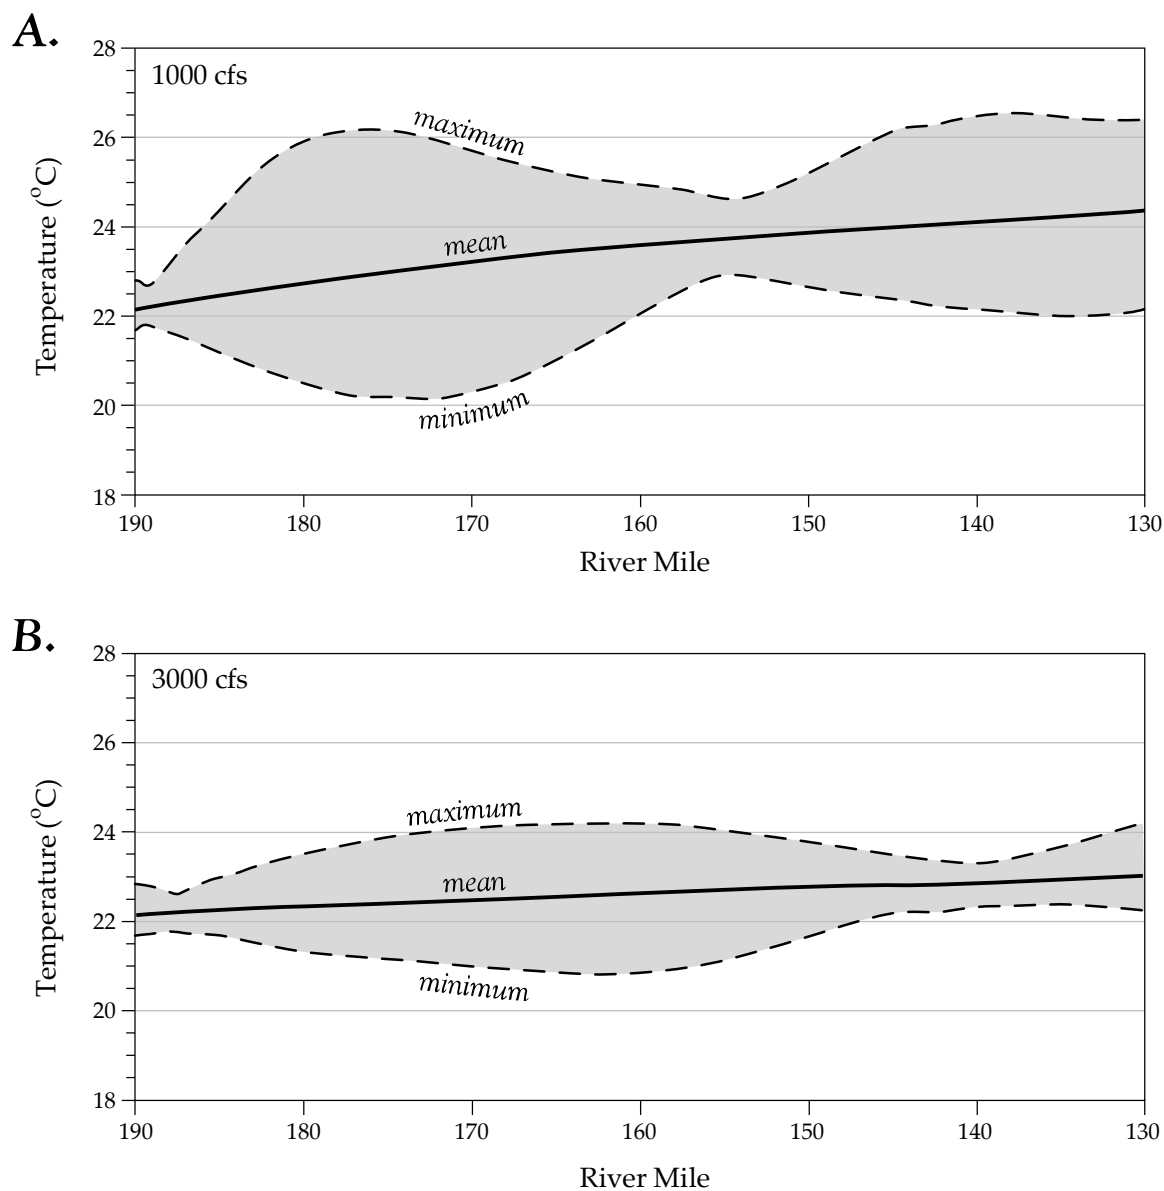 A.
28
1000 cfs
maximum
26
24
mean
Temperature (°C)
22
20
minimum
18
190 180 170 160 150 140 130
River Mile
B.
28
3000 cfs
26
maximum
24
mean
Temperature (°C)
22
minimum
20
18
190 180 170 160 150 140 130
River Mile